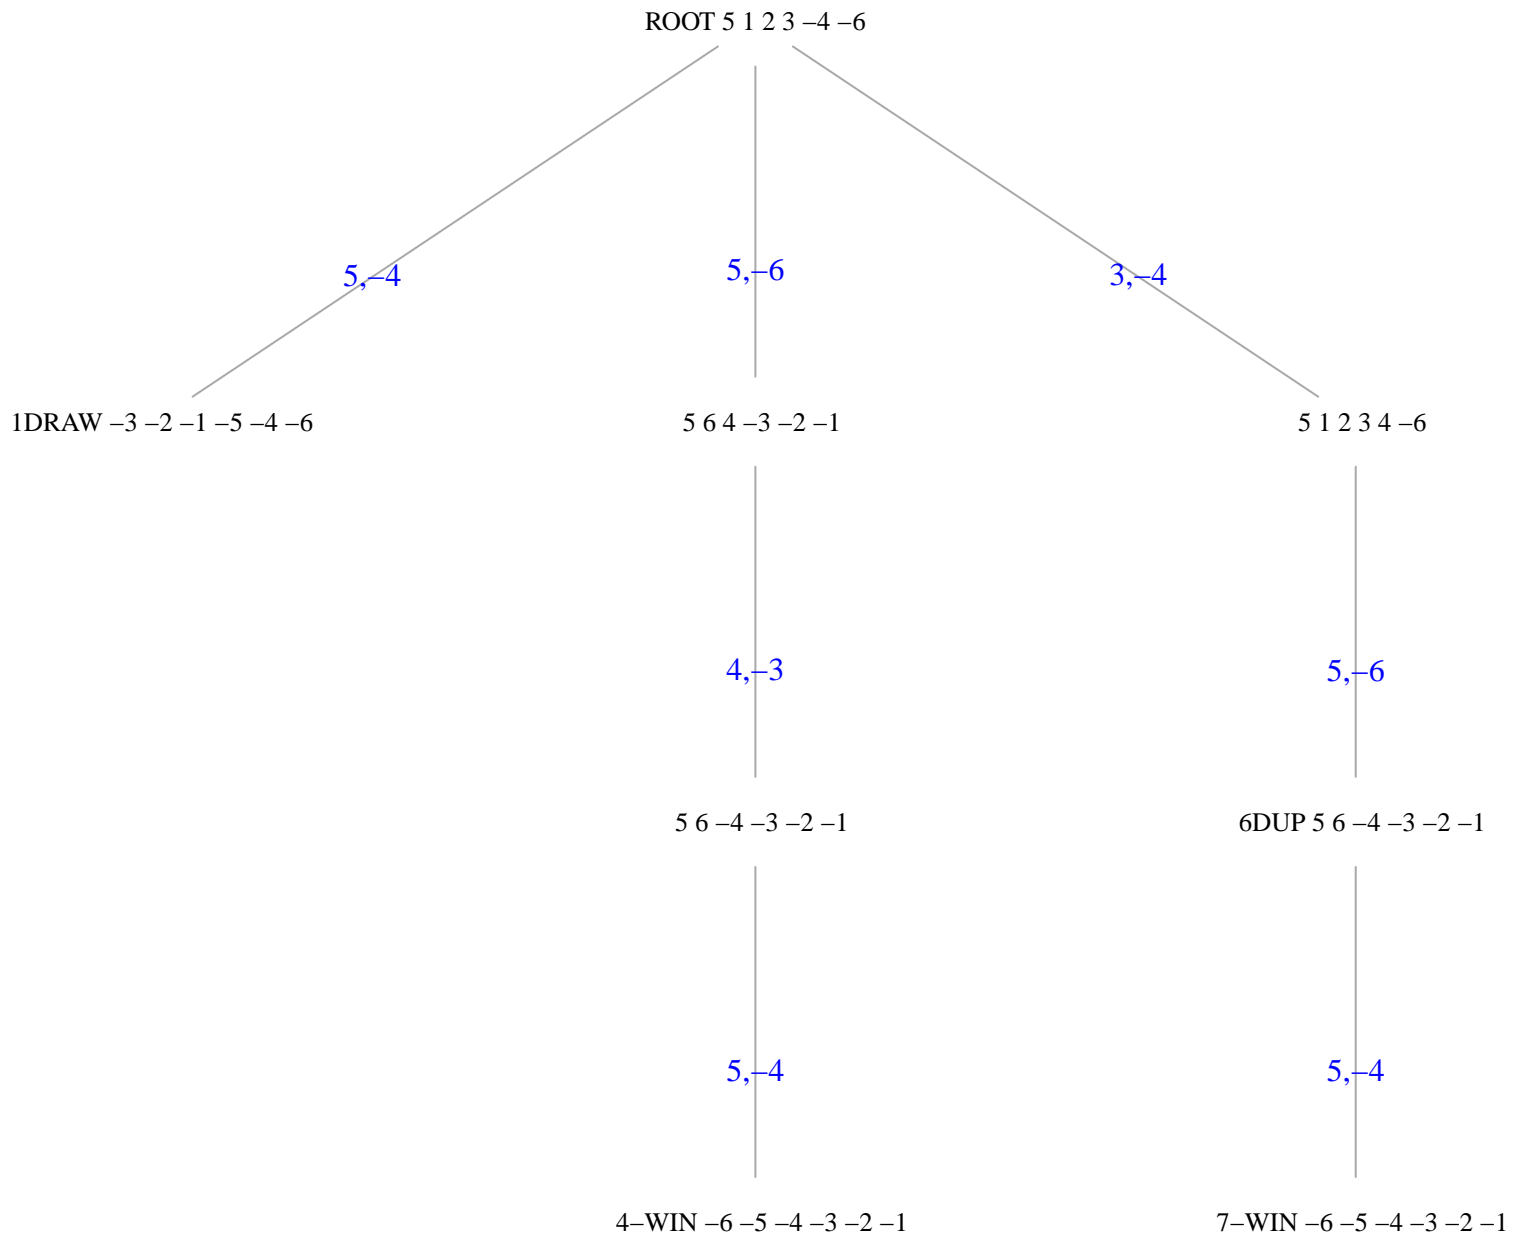 ROOT 5 1 2 3 –4 –6
5,–4
5,–6
3,–4
1DRAW –3 –2 –1 –5 –4 –6
5 6 4 –3 –2 –1
5 1 2 3 4 –6
4,–3
5,–6
5 6 –4 –3 –2 –1
6DUP 5 6 –4 –3 –2 –1
5,–4
5,–4
4–WIN –6 –5 –4 –3 –2 –1
7–WIN –6 –5 –4 –3 –2 –1